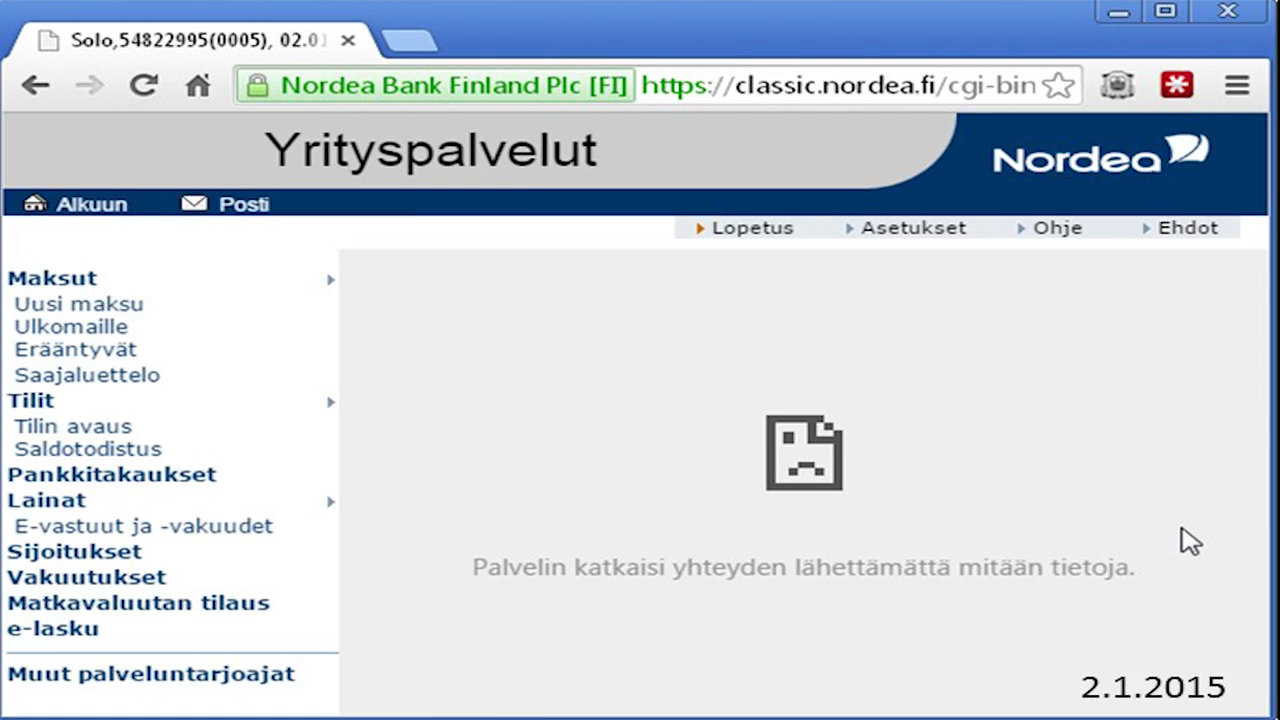 Solo,54822995(0005), 02.01
Nordea Bank Finland Plc [FI] https://classic.nordea.fi/cgi-bin
Yrityspalvelut
Nordea
Alkuun Posti
Lopetus Asetukset Ohje Ehdot
Maksut
Uusi maksu
Ulkomaille
Erääntyvät
Saajaluettelo
Tilit
Tilin avaus
Saldotodistus
Pankkitakaukset
Lainat
E-vastuut ja -vakuudet
Sijoitukset
Vakuutukset
Matkavaluutan tilaus
e-lasku
Muut palveluntarjoajat
Palvelin katkaisi yhteyden lähettämättä mitään tietoja.
2.1.2015